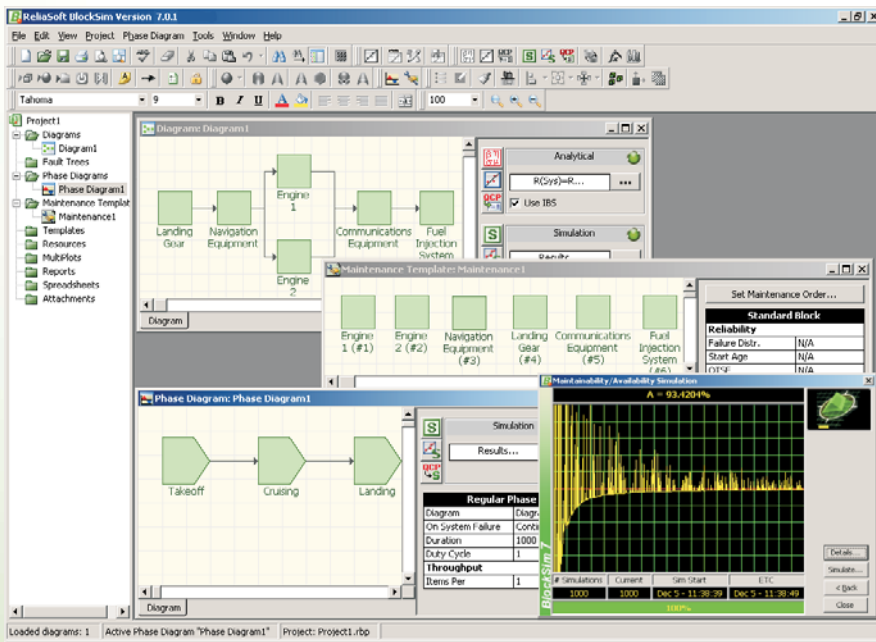 ReliaSoft BlockSim Version 7.0.1
File Edit View Project Phase Diagram Tools Window Help
Tahoma 9 B I U A 100
Project1
Diagrams
Diagram1
Fault Trees
Phase Diagrams
Phase Diagram1
Maintenance Templat
Maintenance1
Templates
Resources
MultiPlots
Reports
Spreadsheets
Attachments
Diagram: Diagram1
Landing
Gear
Navigation
Equipment
Engine
1
Engine
2
Communications
Equipment
Fuel
Injection
System
Diagram
Analytical
R(Sys)=R...
...
QCP
Use IBS
S
Simulation
Results
Maintenance Template: Maintenance1
Engine
1 (#1)
Engine
2 (#2)
Navigation
Equipment
(#3)
Landing
Gear
(#4)
Communications
Equipment
(#5)
Fuel
Injection
System
(#6)
Set Maintenance Order...
Standard Block
Reliability
Failure Distr. N/A
Start Age N/A
Phase Diagram: Phase Diagram1
Takeoff
Cruising
Landing
Diagram
S
Simulation
Results...
QCP
Regular Phase
Diagram Diagr
On System Failure Conti
Duration 1000
Duty Cycle 1
Throughput
Items Per 1
Maintainability/Availability Simulation
A = 93.4204%
BlockSim 7
# Simulations Current Sim Start ETC
1000 1000 Dec 5 - 11:38:39 Dec 5 - 11:38:49
100%
Details...
Simulate...
< Back
Close
Loaded diagrams: 1 Active Phase Diagram "Phase Diagram1" Project: Project1.rbp